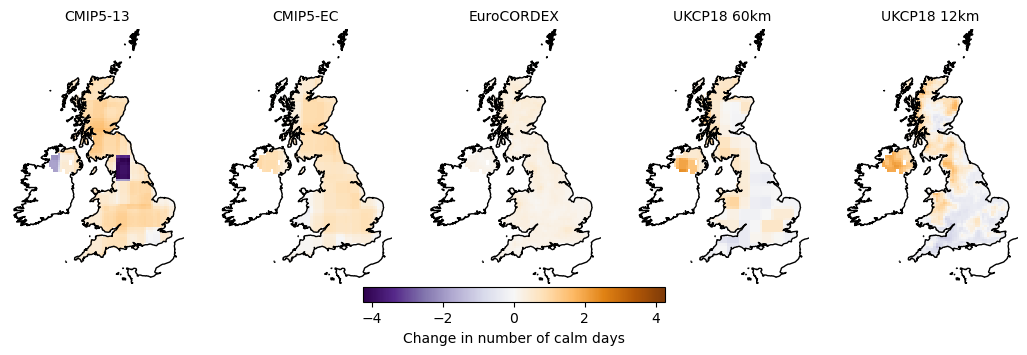 CMIP5-13 CMIP5-EC EuroCORDEX UKCP18 60km UKCP18 12km
−4 −2 0 2 4
Change in number of calm days